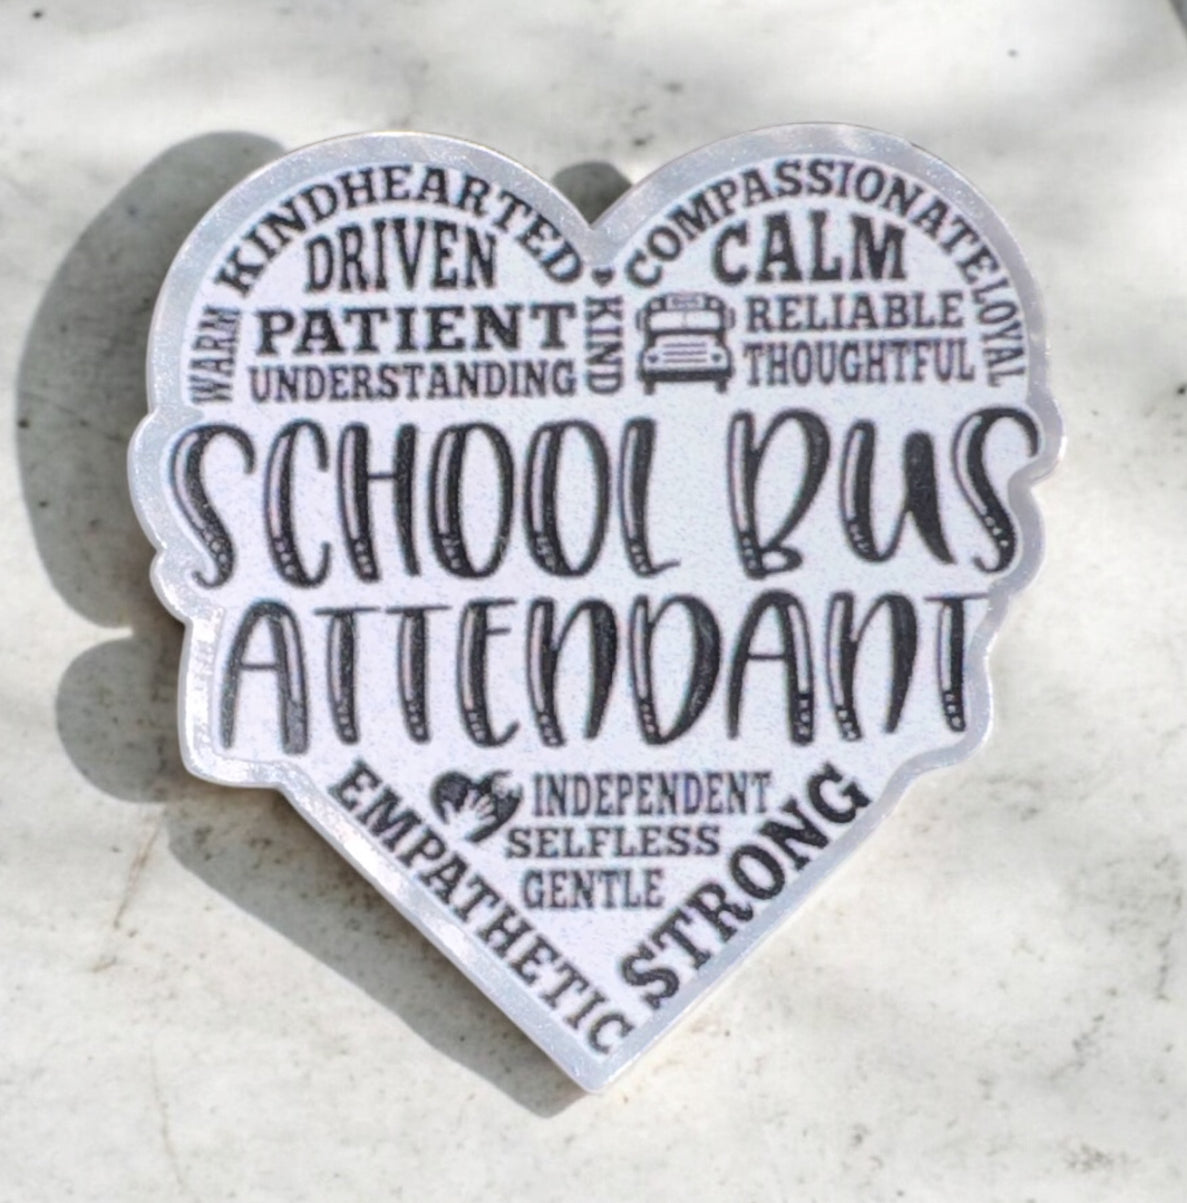 KINDHEARTED
DRIVEN
WARM
PATIENT
UNDERSTANDING
KIND
COMPASSIONATE
CALM
RELIABLE
THOUGHTFUL
LOYAL
SCHOOL BUS
ATTENDANT
EMPATHETIC
INDEPENDENT
SELFLESS
GENTLE
STRONG